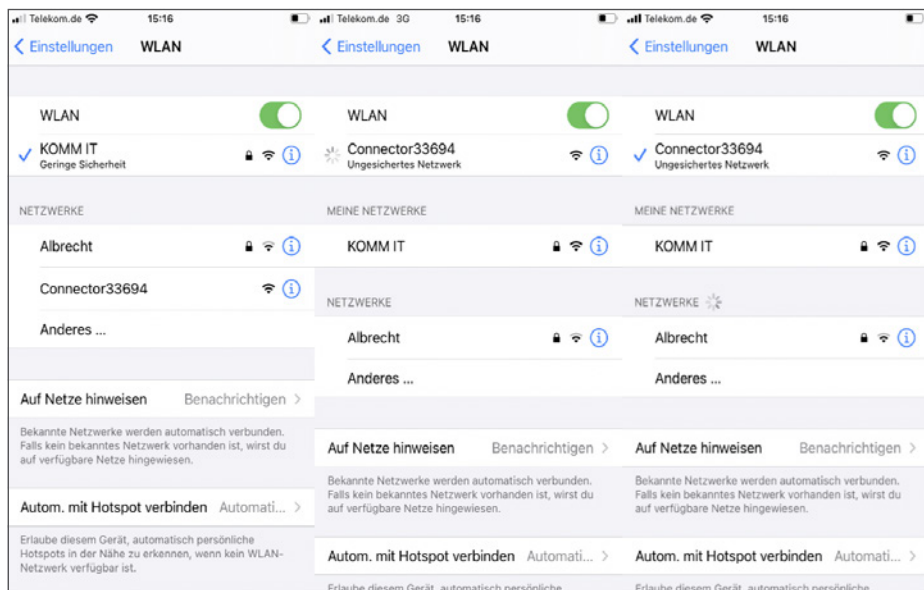 Telekom.de 15:16
Einstellungen WLAN
WLAN
KOMM IT
Geringe Sicherheit
NETZWERKE
Albrecht
Connector33694
Anderes ...
Auf Netze hinweisen Benachrichtigen
Bekannte Netzwerke werden automatisch verbunden.
Falls kein bekanntes Netzwerk vorhanden ist, wirst du
auf verfügbare Netze hingewiesen.
Autom. mit Hotspot verbinden Automati...
Erlaube diesem Gerät, automatisch persönliche
Hotspots in der Nähe zu erkennen, wenn kein WLAN-
Netzwerk verfügbar ist.
Telekom.de 3G 15:16
Einstellungen WLAN
WLAN
Connector33694
Ungesichertes Netzwerk
MEINE NETZWERKE
KOMM IT
NETZWERKE
Albrecht
Anderes ...
Auf Netze hinweisen Benachrichtigen
Bekannte Netzwerke werden automatisch verbunden.
Falls kein bekanntes Netzwerk vorhanden ist, wirst du
auf verfügbare Netze hingewiesen.
Autom. mit Hotspot verbinden Automati...
Erlaube diesem Gerät, automatisch persönliche
Telekom.de 15:16
Einstellungen WLAN
WLAN
Connector33694
Ungesichertes Netzwerk
MEINE NETZWERKE
KOMM IT
NETZWERKE
Albrecht
Anderes ...
Auf Netze hinweisen Benachrichtigen
Bekannte Netzwerke werden automatisch verbunden.
Falls kein bekanntes Netzwerk vorhanden ist, wirst du
auf verfügbare Netze hingewiesen.
Autom. mit Hotspot verbinden Automati...
Erlaube diesem Gerät, automatisch persönliche